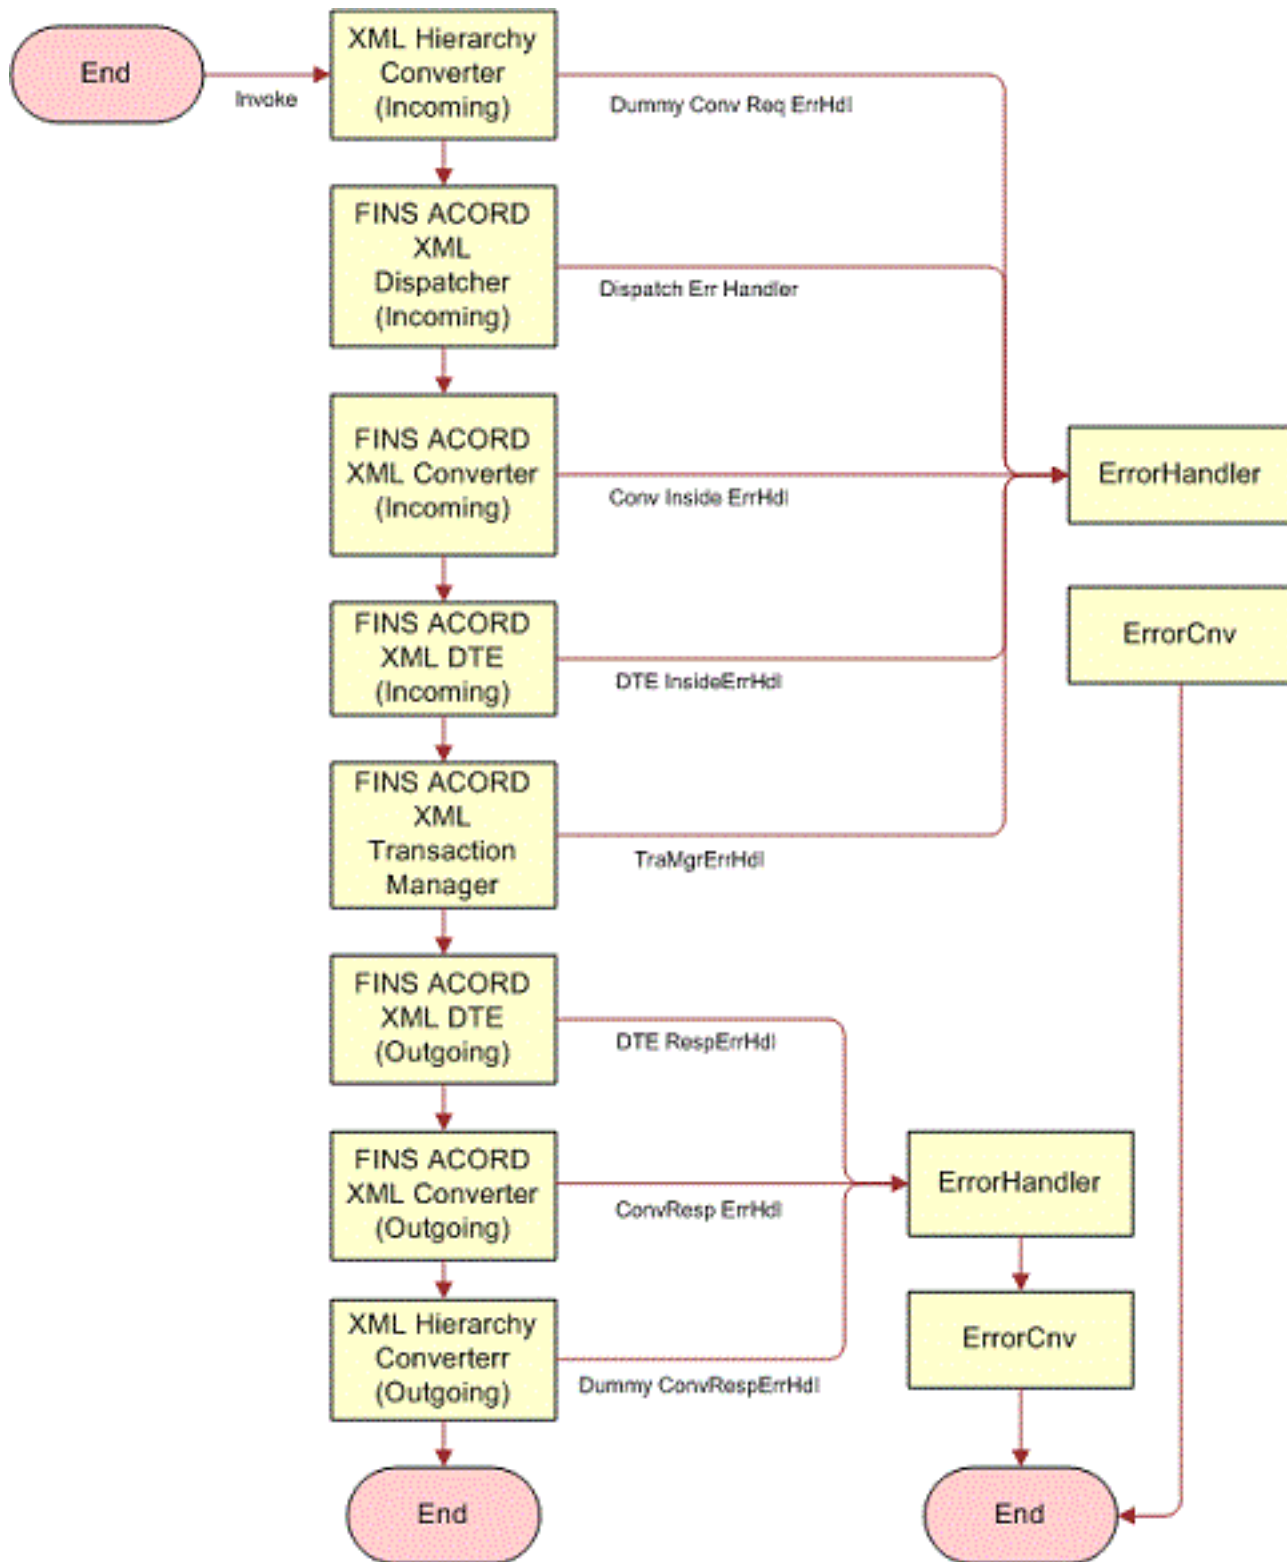 End
Invoke
XML Hierarchy
Converter
(Incoming)
Dummy Conv Req ErrHdl
FINS ACORD
XML
Dispatcher
(Incoming)
Dispatch Err Handler
FINS ACORD
XML Converter
(Incoming)
Conv Inside ErrHdl
ErrorHandler
FINS ACORD
XML DTE
(Incoming)
DTE InsideErrHdl
ErrorCnv
FINS ACORD
XML
Transaction
Manager
TraMgrErrHdl
FINS ACORD
XML DTE
(Outgoing)
DTE RespErrHdl
FINS ACORD
XML Converter
(Outgoing)
ConvResp ErrHdl
ErrorHandler
XML Hierarchy
Converterr
(Outgoing)
Dummy ConvRespErrHdl
ErrorCnv
End
End